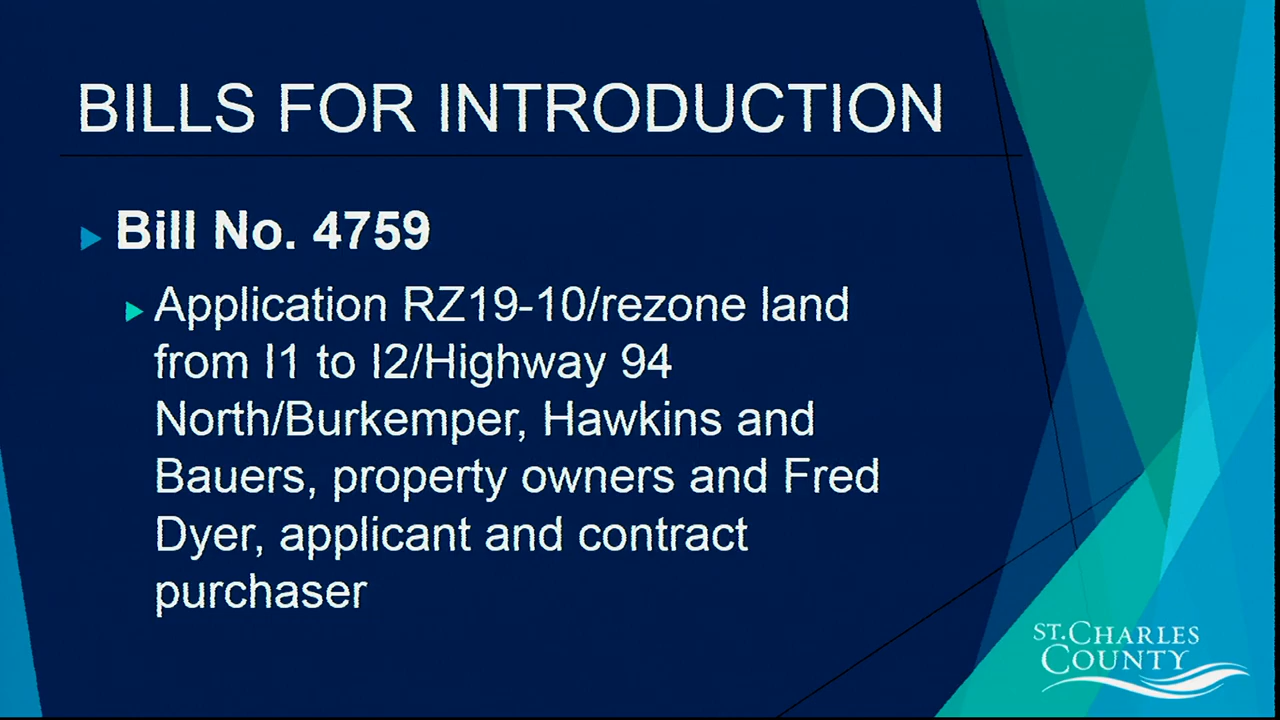 BILLS FOR INTRODUCTION
Bill No. 4759
Application RZ19-10/rezone land
from I1 to I2/Highway 94
North/Burkemper, Hawkins and
Bauers, property owners and Fred
Dyer, applicant and contract
purchaser
ST. CHARLES
COUNTY